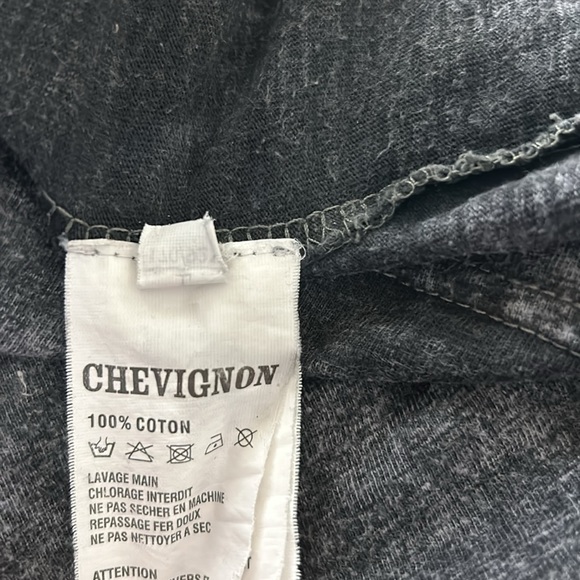 CHEVIGNON
100% COTON
LAVAGE MAIN
CHLORAGE INTERDIT
NE PAS SECHER EN MACHINE
REPASSAGE FER DOUX
NE PAS NETTOYER A SEC
ATTENTION